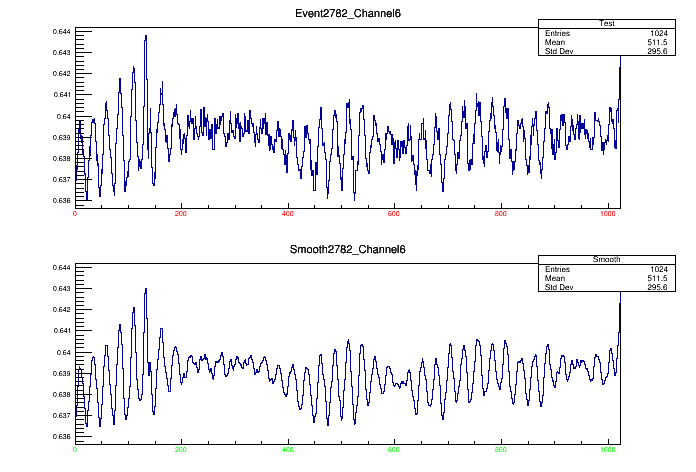 Event2782_Channel6
Test
Entries 1024
Mean 511.5
Std Dev 295.6
0.644
0.643
0.642
0.641
0.64
0.639
0.638
0.637
0.636
0 200 400 600 800 1000
Smooth2782_Channel6
Smooth
Entries 1024
Mean 511.5
Std Dev 295.6
0.644
0.643
0.642
0.641
0.64
0.639
0.638
0.637
0.636
0 200 400 600 800 1000